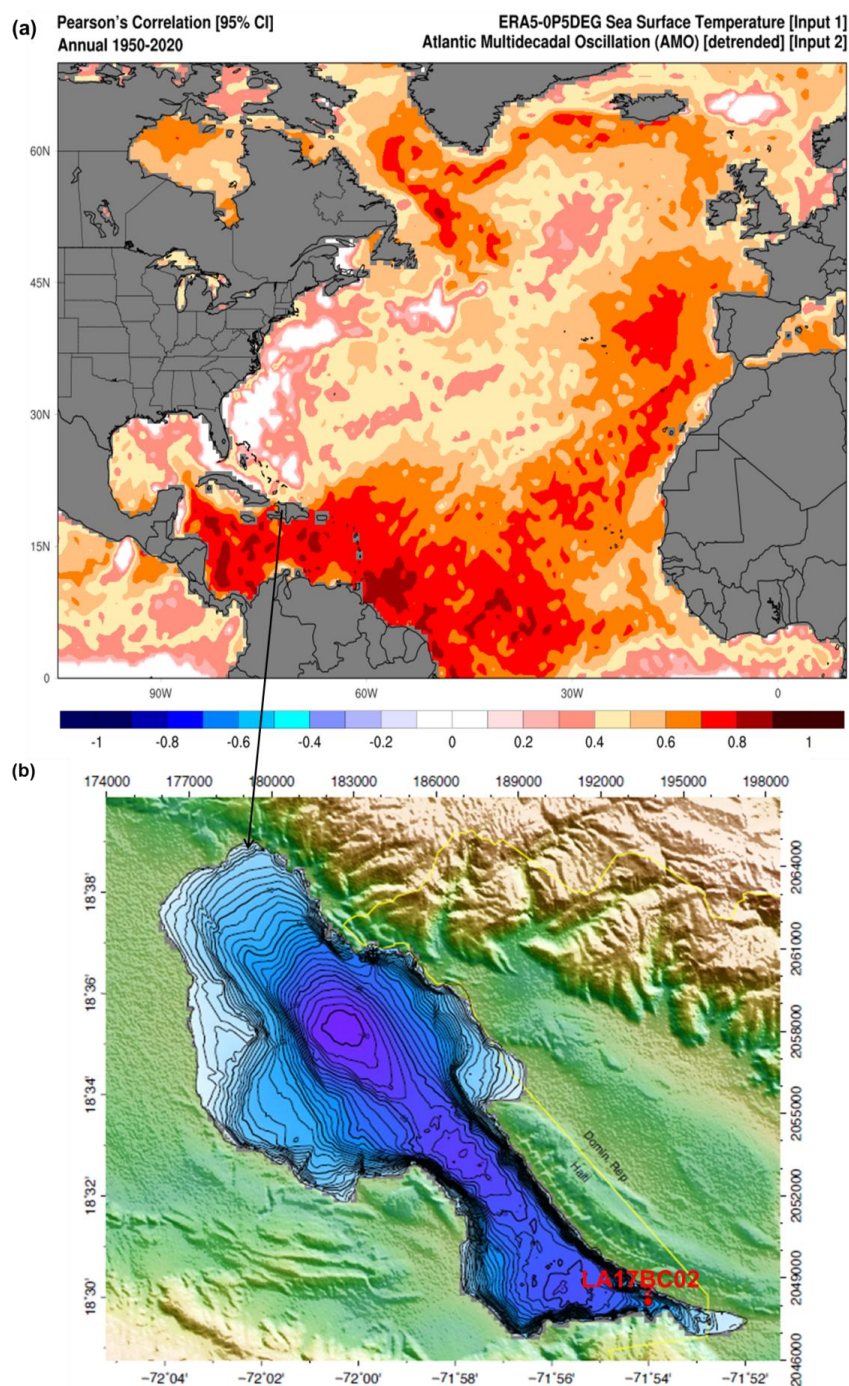 (a)
Pearson's Correlation [95% CI]
Annual 1950-2020
ERA5-0P5DEG Sea Surface Temperature [Input 1]
Atlantic Multidecadal Oscillation (AMO) [detrended] [Input 2]
60N
45N
30N
15N
0
90W
60W
30W
0
-1
-0.8
-0.6
-0.4
-0.2
0
0.2
0.4
0.6
0.8
1
(b)
174000
177000
180000
183000
186000
189000
192000
195000
198000
18°38'
18°36'
18°34'
18°32'
18°30'
2064000
2061000
2058000
2055000
2052000
2049000
2046000
Domin. Rep.
Haiti
LA17BC02
−72°04'
−72°02'
−72°00'
−71°58'
−71°56'
−71°54'
−71°52'